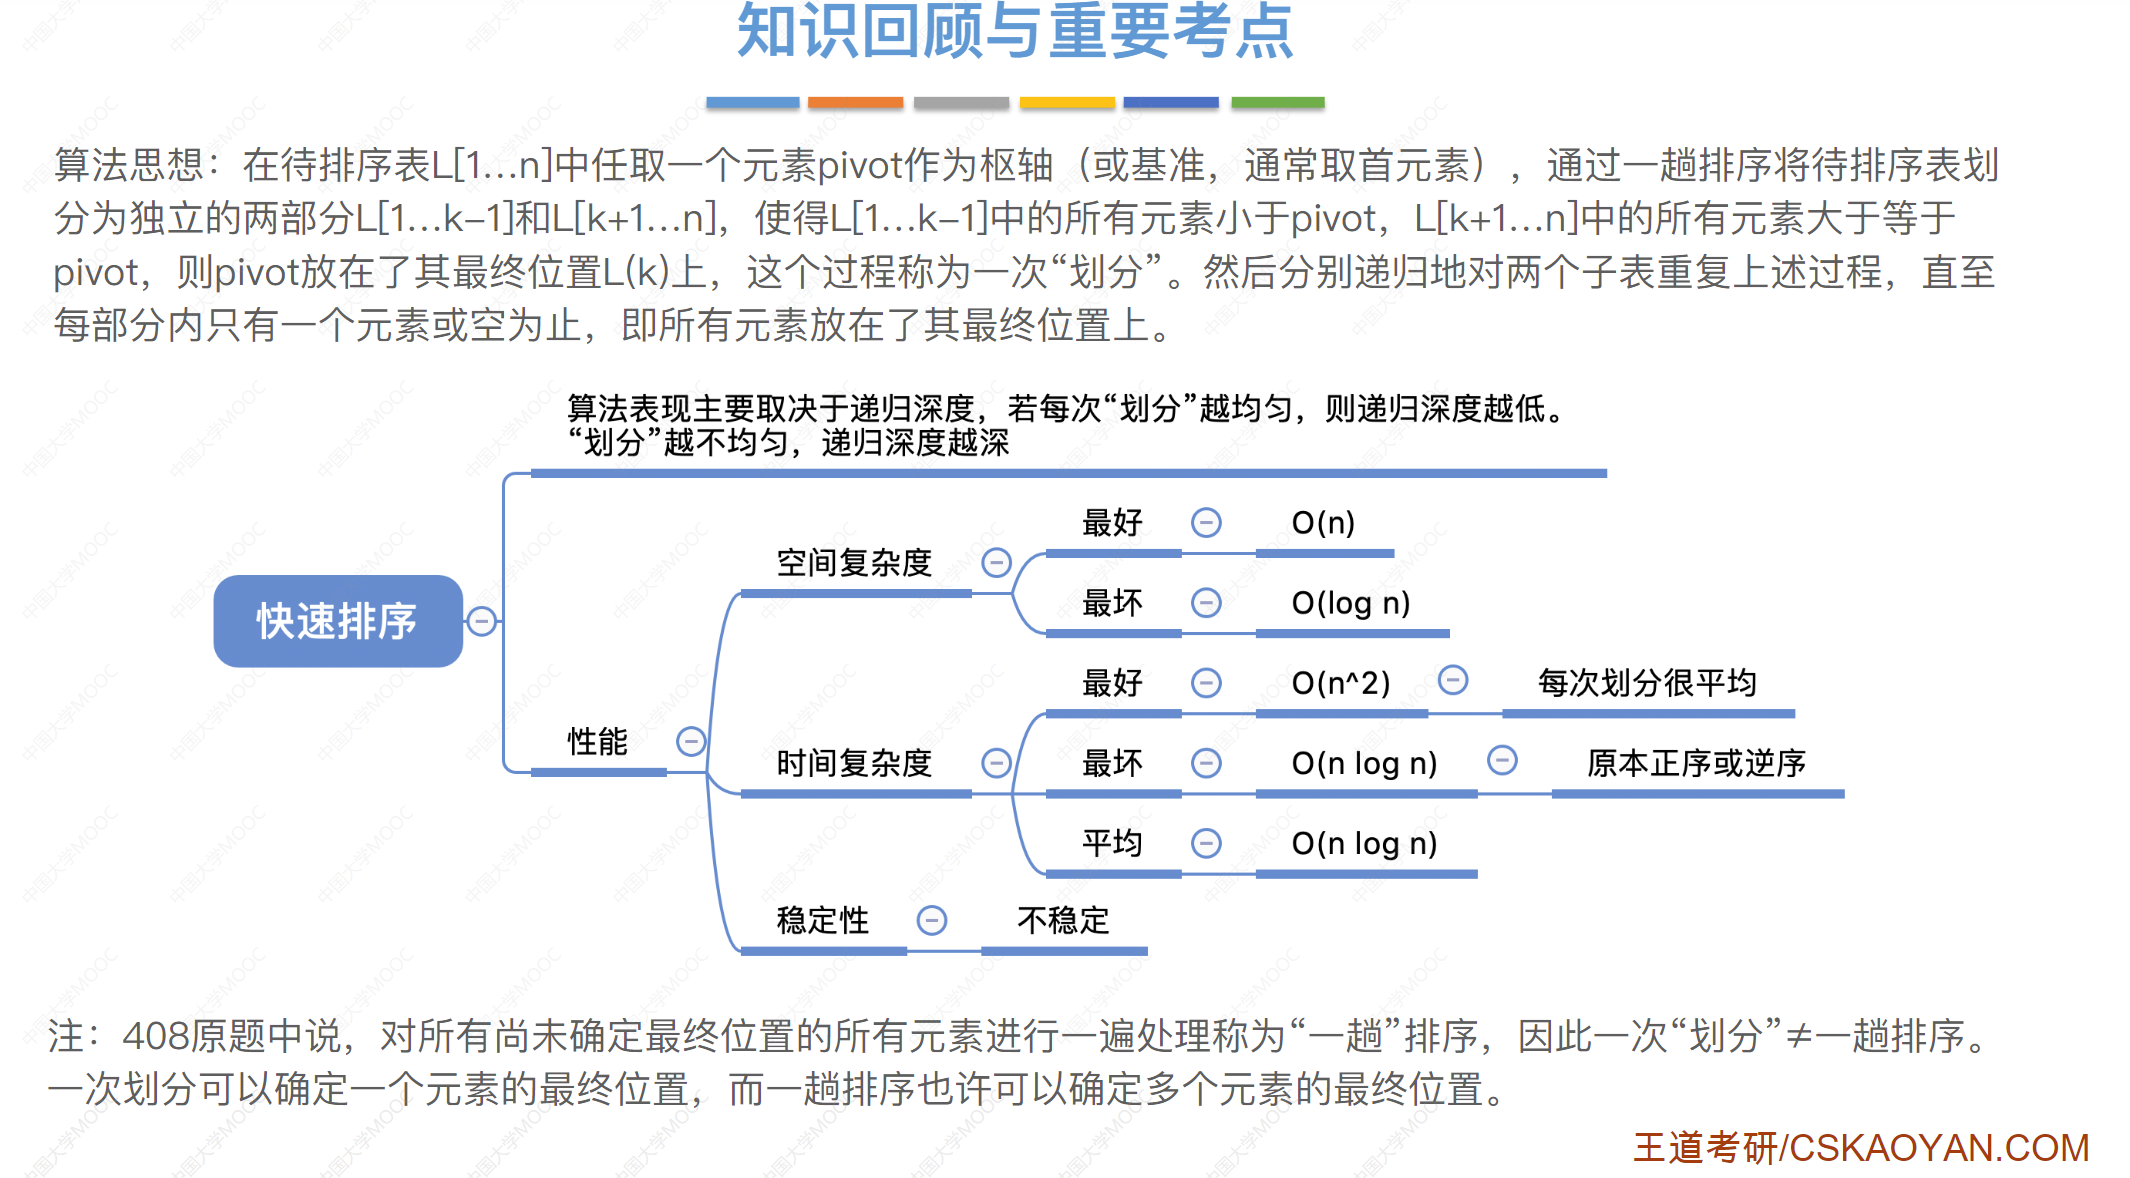 知识回顾与重要考点
算法思想：在待排序表L[1…n]中任取一个元素pivot作为枢轴（或基准，通常取首元素），通过一趟排序将待排序表划
分为独立的两部分L[1…k-1]和L[k+1…n]，使得L[1…k-1]中的所有元素小于pivot，L[k+1…n]中的所有元素大于等于
pivot，则pivot放在了其最终位置L(k)上，这个过程称为一次“划分”。然后分别递归地对两个子表重复上述过程，直至
每部分内只有一个元素或空为止，即所有元素放在了其最终位置上。
算法表现主要取决于递归深度，若每次“划分”越均匀，则递归深度越低。
“划分”越不均匀，递归深度越深
快速排序
性能
空间复杂度
最好
O(n)
最坏
O(log n)
时间复杂度
最好
O(n^2)
每次划分很平均
最坏
O(n log n)
原本正序或逆序
平均
O(n log n)
稳定性
不稳定
注：408原题中说，对所有尚未确定最终位置的所有元素进行一遍处理称为“一趟”排序，因此一次“划分”≠一趟排序。
一次划分可以确定一个元素的最终位置，而一趟排序也许可以确定多个元素的最终位置。
王道考研/CSKAOYAN.COM
中国大学MOOC